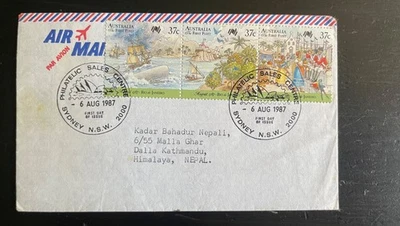 AIR MAIL
PAR AVION
AUSTRALIA 37c
AUSTRALIA 37c
AUSTRALIA 37c
PHILATELIC SALES CENTRE
- 6 AUG 1987
FIRST DAY
OF ISSUE
SYDNEY N.S.W. 2000
PHILATELIC SALES CENTRE
- 6 AUG 1987
FIRST DAY
OF ISSUE
SYDNEY N.S.W. 2000
Kadar Bahadur Nepali,
6/55 Malla Ghar
Dalla Kathmandu,
Himalaya, NEPAL.